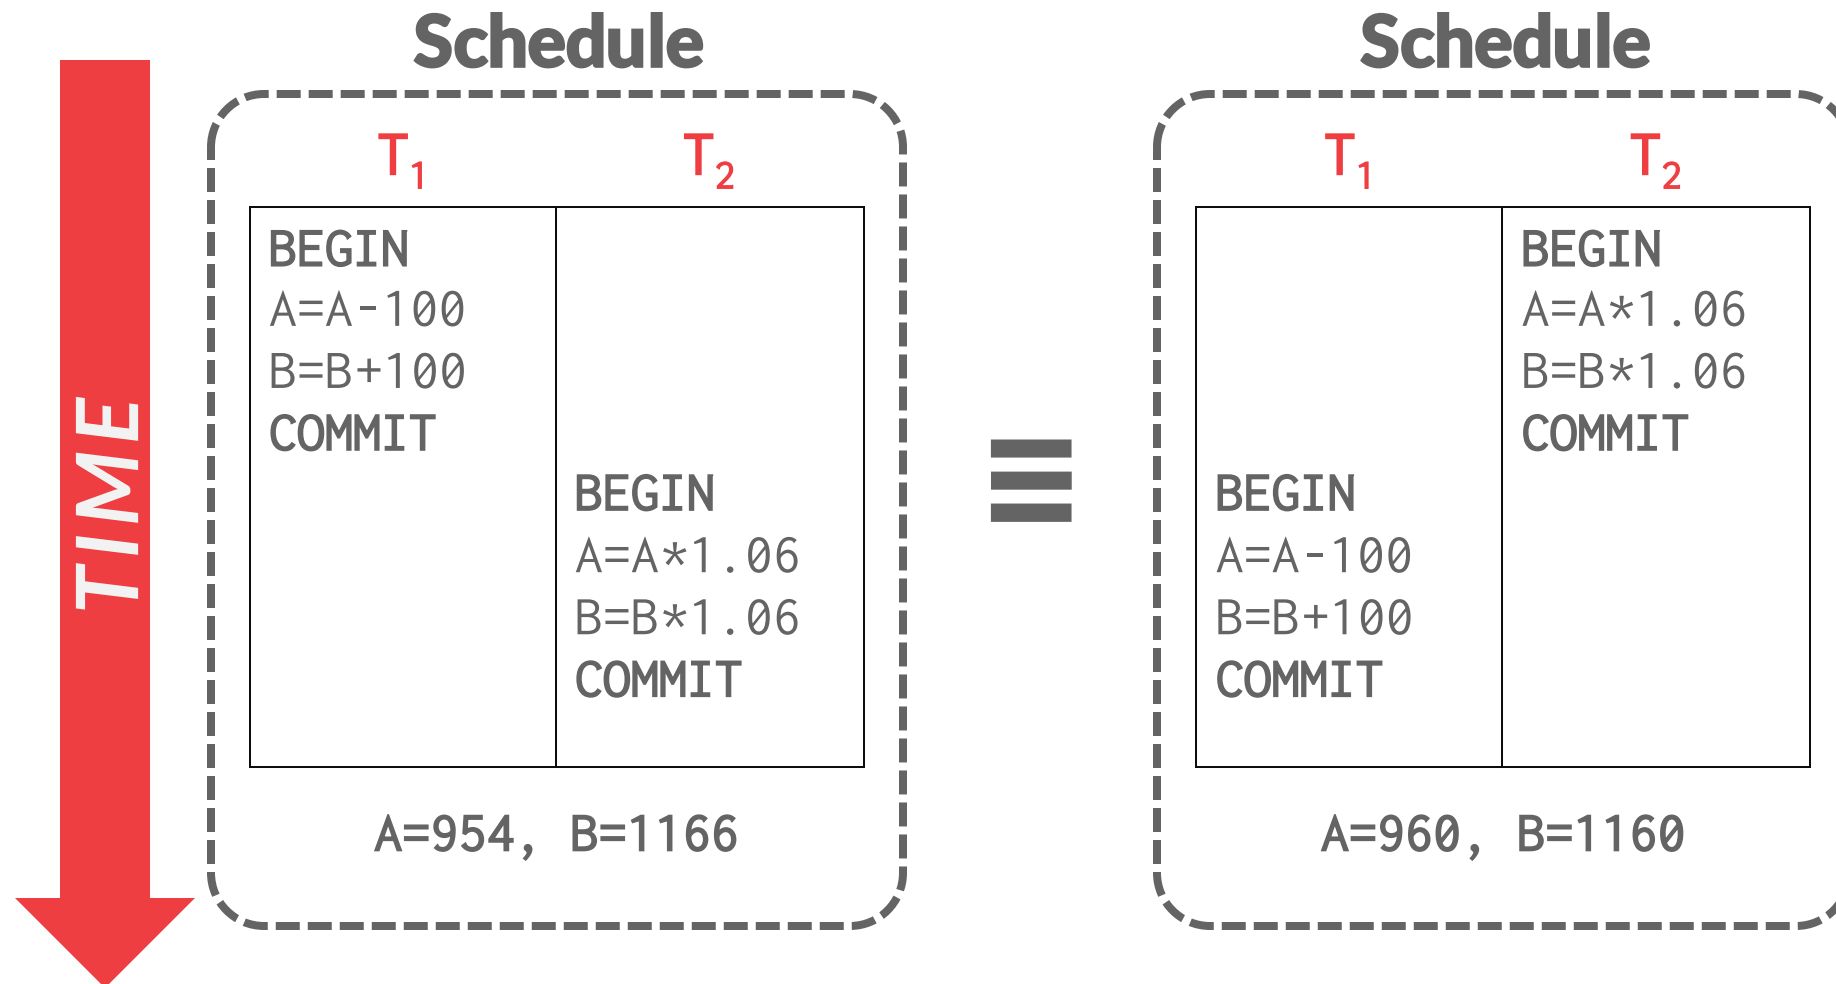 Schedule
T1 T2
BEGIN
A=A-100
B=B+100
COMMIT
BEGIN
A=A*1.06
B=B*1.06
COMMIT
A=954, B=1166
TIME
≡
Schedule
T1 T2
BEGIN
A=A*1.06
B=B*1.06
COMMIT
BEGIN
A=A-100
B=B+100
COMMIT
A=960, B=1160